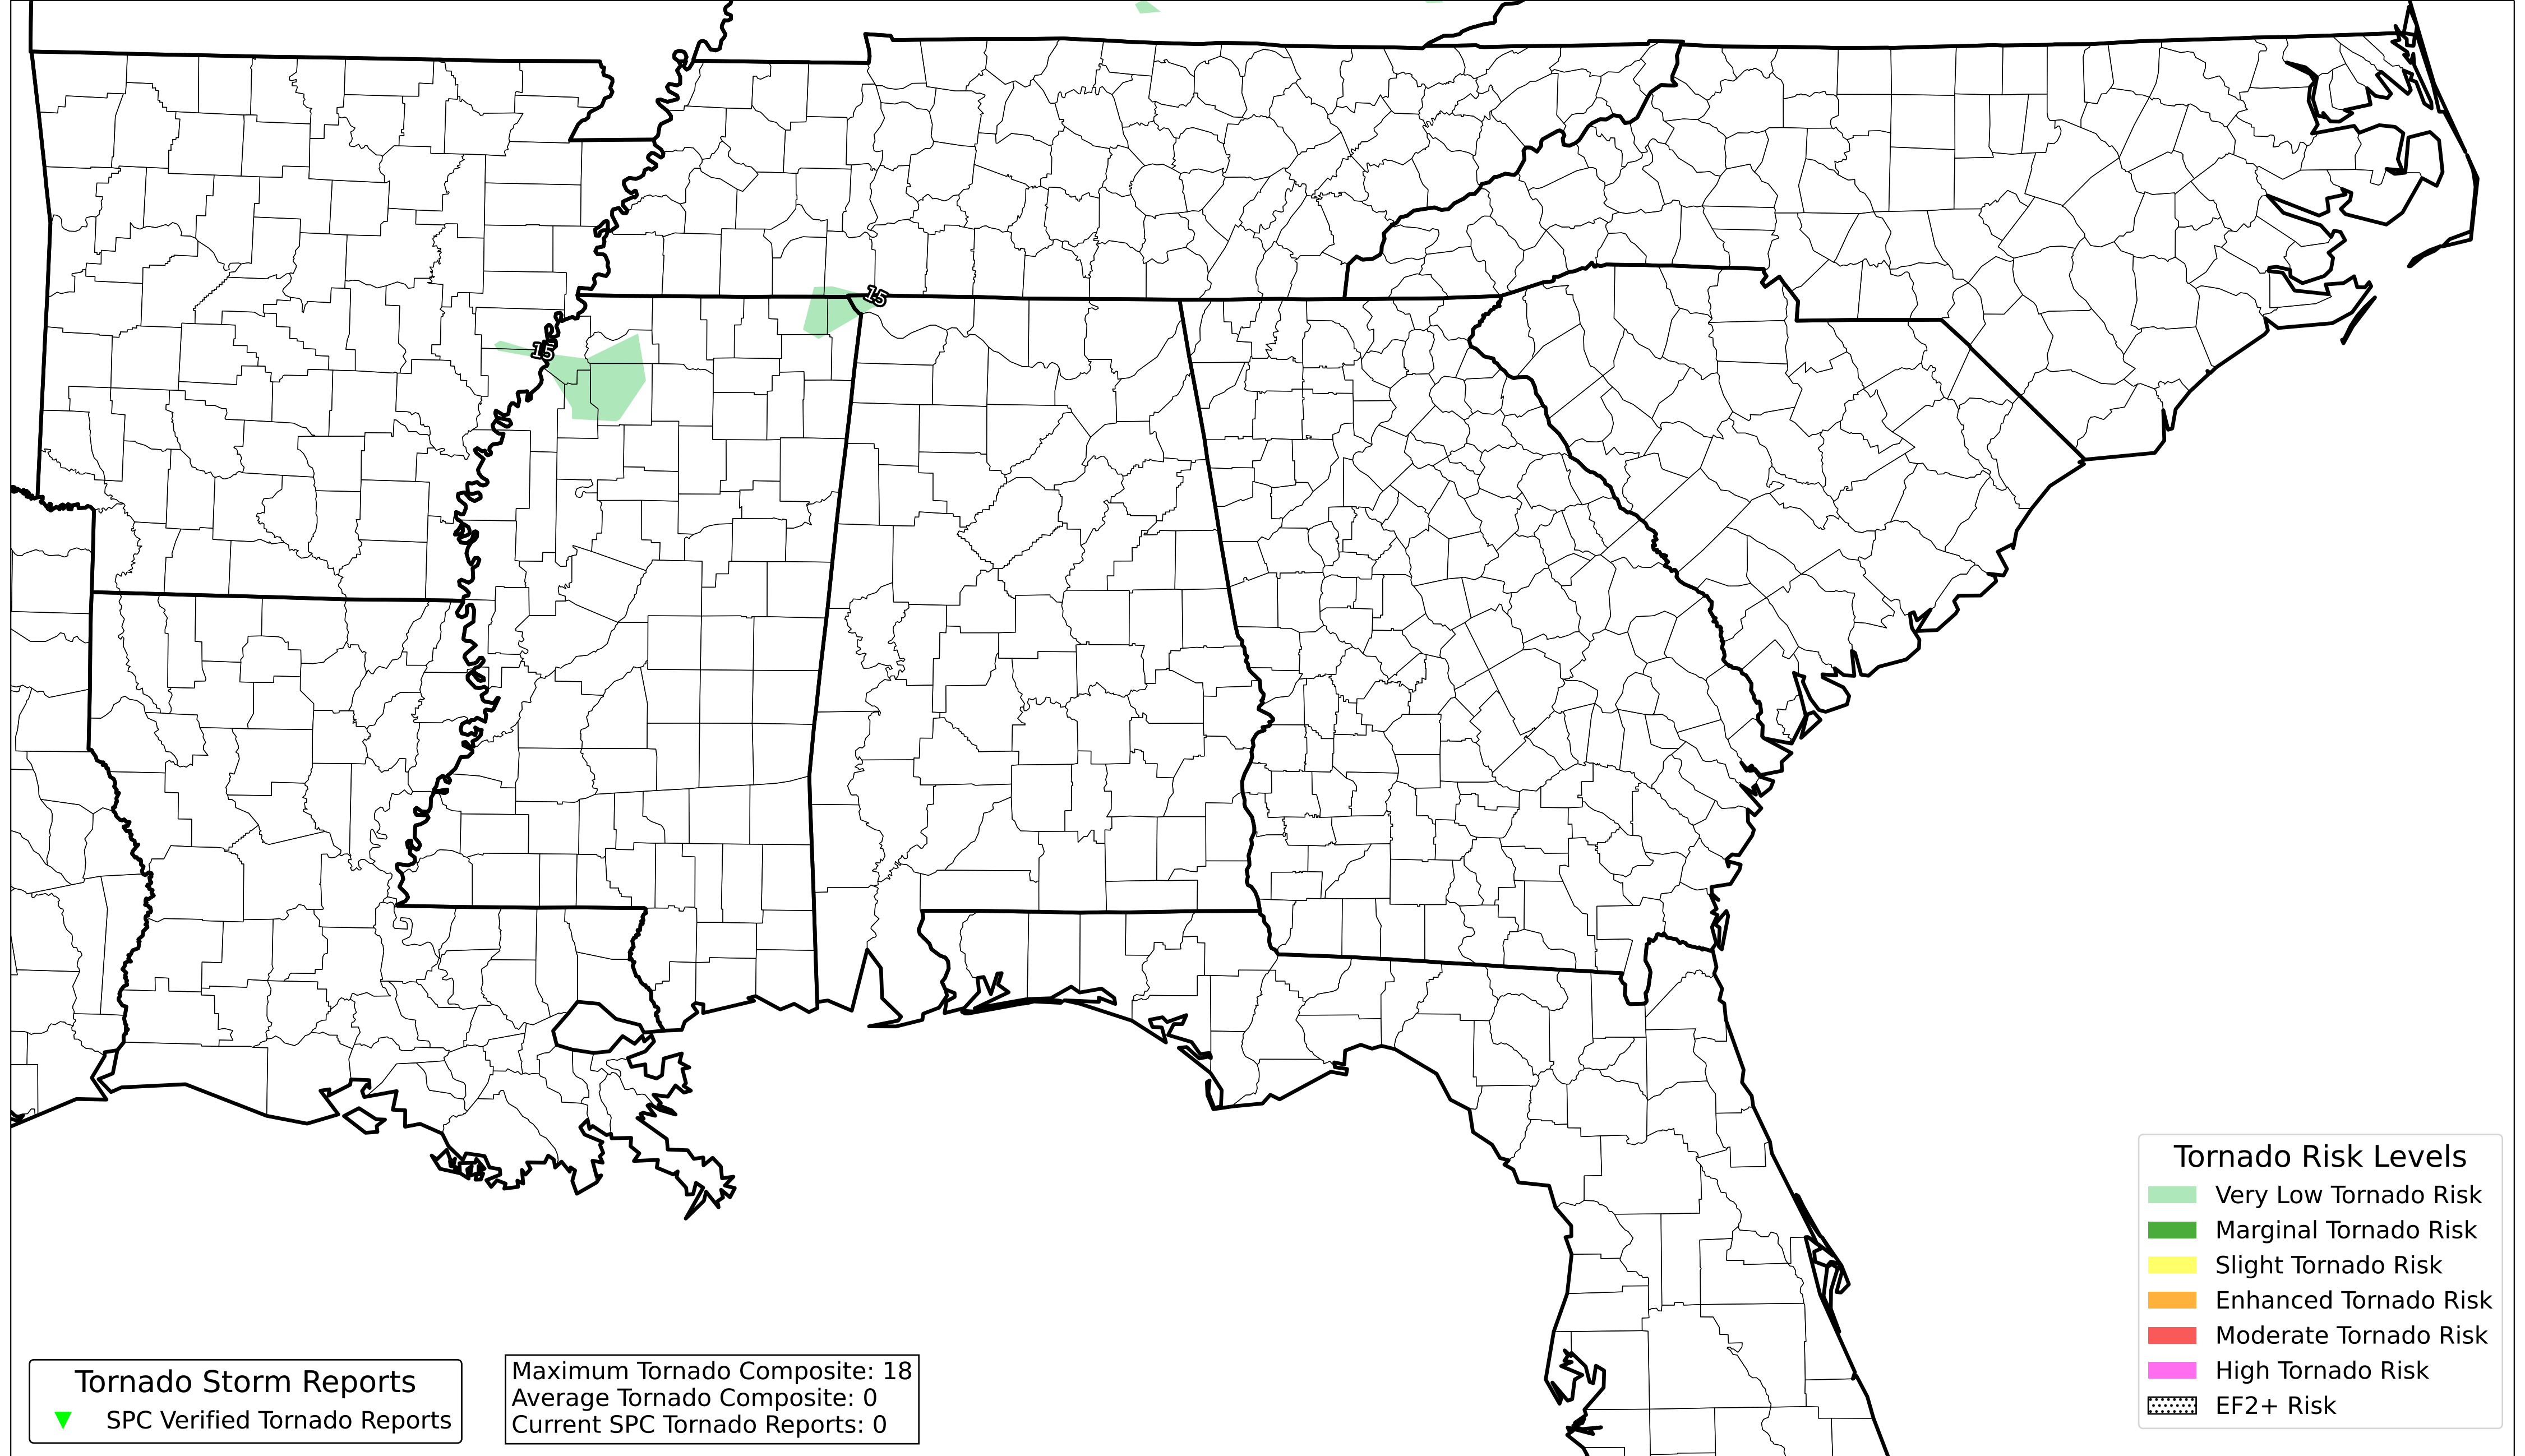 15
15
Tornado Risk Levels
Very Low Tornado Risk
Marginal Tornado Risk
Slight Tornado Risk
Enhanced Tornado Risk
Moderate Tornado Risk
High Tornado Risk
EF2+ Risk
Tornado Storm Reports
SPC Verified Tornado Reports
Maximum Tornado Composite: 18
Average Tornado Composite: 0
Current SPC Tornado Reports: 0